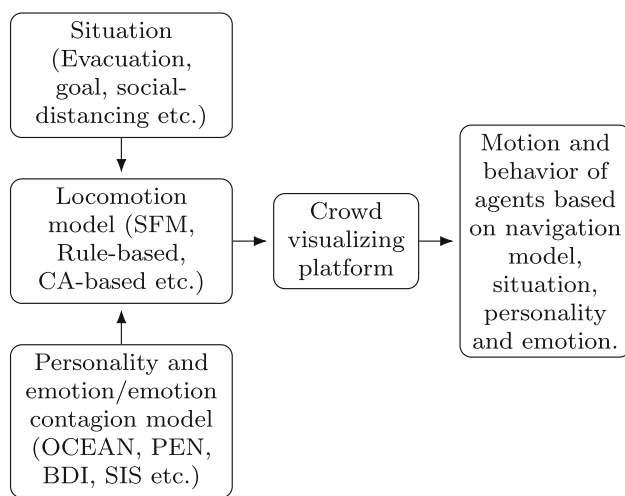 Situation
(Evacuation,
goal, social-
distancing etc.)
Locomotion
model (SFM,
Rule-based,
CA-based etc.)
Personality and
emotion/emotion
contagion model
(OCEAN, PEN,
BDI, SIS etc.)
Crowd
visualizing
platform
Motion and
behavior of
agents based
on navigation
model,
situation,
personality
and emotion.